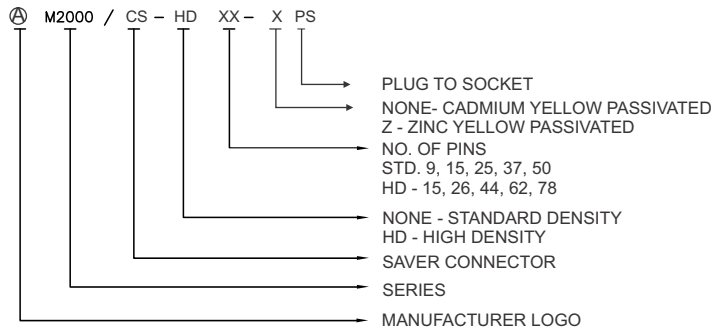 Ⓐ M2000 / CS - HD XX - X PS
PLUG TO SOCKET
NONE- CADMIUM YELLOW PASSIVATED
Z - ZINC YELLOW PASSIVATED
NO. OF PINS
STD. 9, 15, 25, 37, 50
HD - 15, 26, 44, 62, 78
NONE - STANDARD DENSITY
HD - HIGH DENSITY
SAVER CONNECTOR
SERIES
MANUFACTURER LOGO